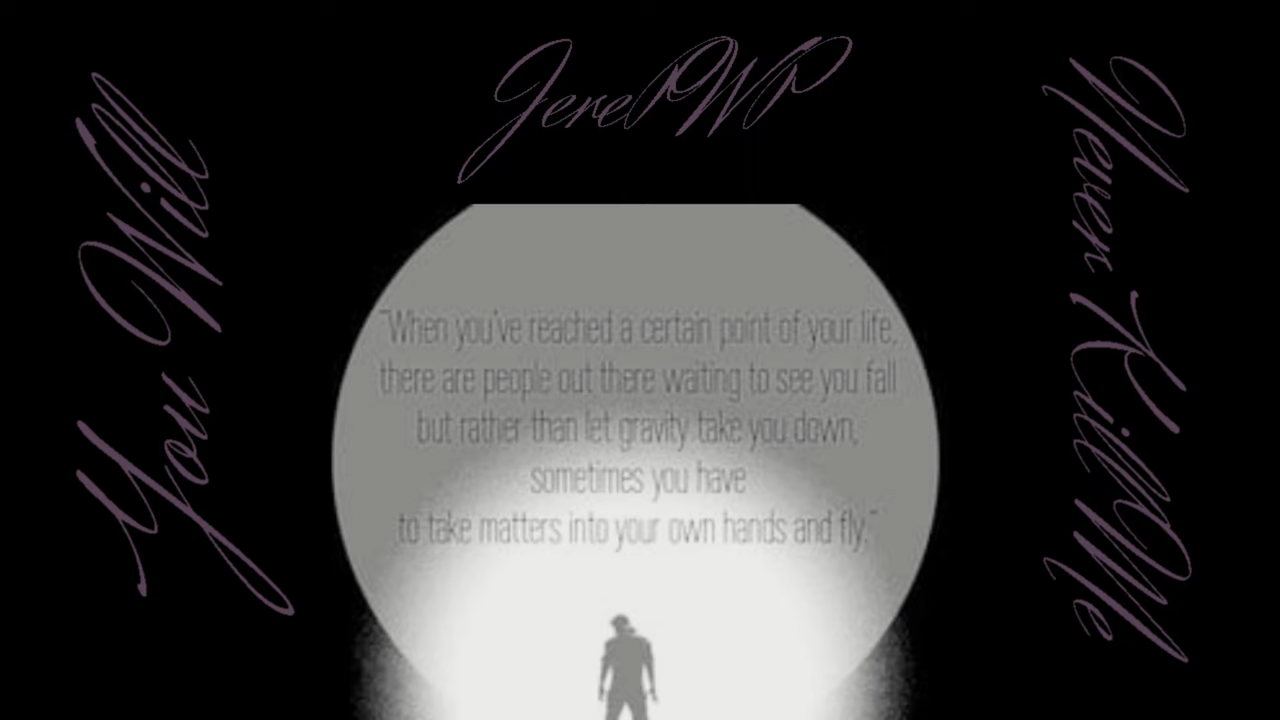 JerePWP
You Will
Never Kill Me
"When you've reached a certain point of your life,
there are people out there waiting to see you fall
but rather than let gravity take you down,
sometimes you have
to take matters into your own hands and fly."